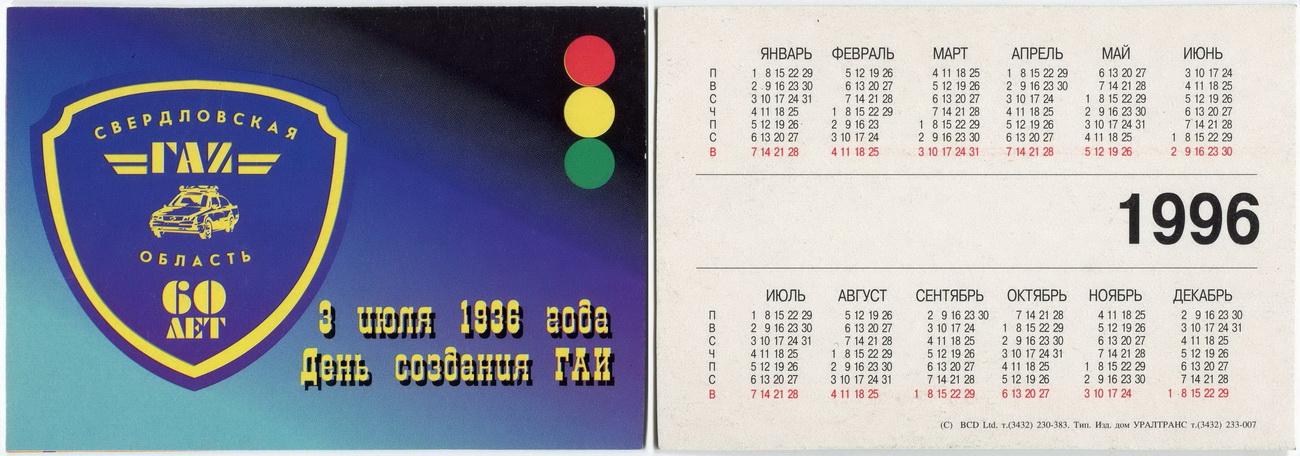 СВЕРДЛОВСКАЯ
ГАИ
ОБЛАСТЬ
60
ЛЕТ
3 июля 1936 года
День создания ГАИ
ЯНВАРЬ ФЕВРАЛЬ МАРТ АПРЕЛЬ МАЙ ИЮНЬ
П 1 8 15 22 29 5 12 19 26 4 11 18 25 1 8 15 22 29 6 13 20 27 3 10 17 24
В 2 9 16 23 30 6 13 20 27 5 12 19 26 2 9 16 23 30 7 14 21 28 4 11 18 25
С 3 10 17 24 31 7 14 21 28 6 13 20 27 3 10 17 24 1 8 15 22 29 5 12 19 26
Ч 4 11 18 25 1 8 15 22 29 7 14 21 28 4 11 18 25 2 9 16 23 30 6 13 20 27
П 5 12 19 26 2 9 16 23 1 8 15 22 29 5 12 19 26 3 10 17 24 31 7 14 21 28
С 6 13 20 27 3 10 17 24 2 9 16 23 30 6 13 20 27 4 11 18 25 1 8 15 22 29
В 7 14 21 28 4 11 18 25 3 10 17 24 31 7 14 21 28 5 12 19 26 2 9 16 23 30
1996
ИЮЛЬ АВГУСТ СЕНТЯБРЬ ОКТЯБРЬ НОЯБРЬ ДЕКАБРЬ
П 1 8 15 22 29 5 12 19 26 2 9 16 23 30 7 14 21 28 4 11 18 25 2 9 16 23 30
В 2 9 16 23 30 6 13 20 27 3 10 17 24 1 8 15 22 29 5 12 19 26 3 10 17 24 31
С 3 10 17 24 31 7 14 21 28 4 11 18 25 2 9 16 23 30 6 13 20 27 4 11 18 25
Ч 4 11 18 25 1 8 15 22 29 5 12 19 26 3 10 17 24 31 7 14 21 28 5 12 19 26
П 5 12 19 26 2 9 16 23 30 6 13 20 27 4 11 18 25 1 8 15 22 29 6 13 20 27
С 6 13 20 27 3 10 17 24 31 7 14 21 28 5 12 19 26 2 9 16 23 30 7 14 21 28
В 7 14 21 28 4 11 18 25 1 8 15 22 29 6 13 20 27 3 10 17 24 1 8 15 22 29
(C) BCD Ltd. т.(3432) 230-383. Тип. Изд. дом УРАЛТРАНС т.(3432) 233-007